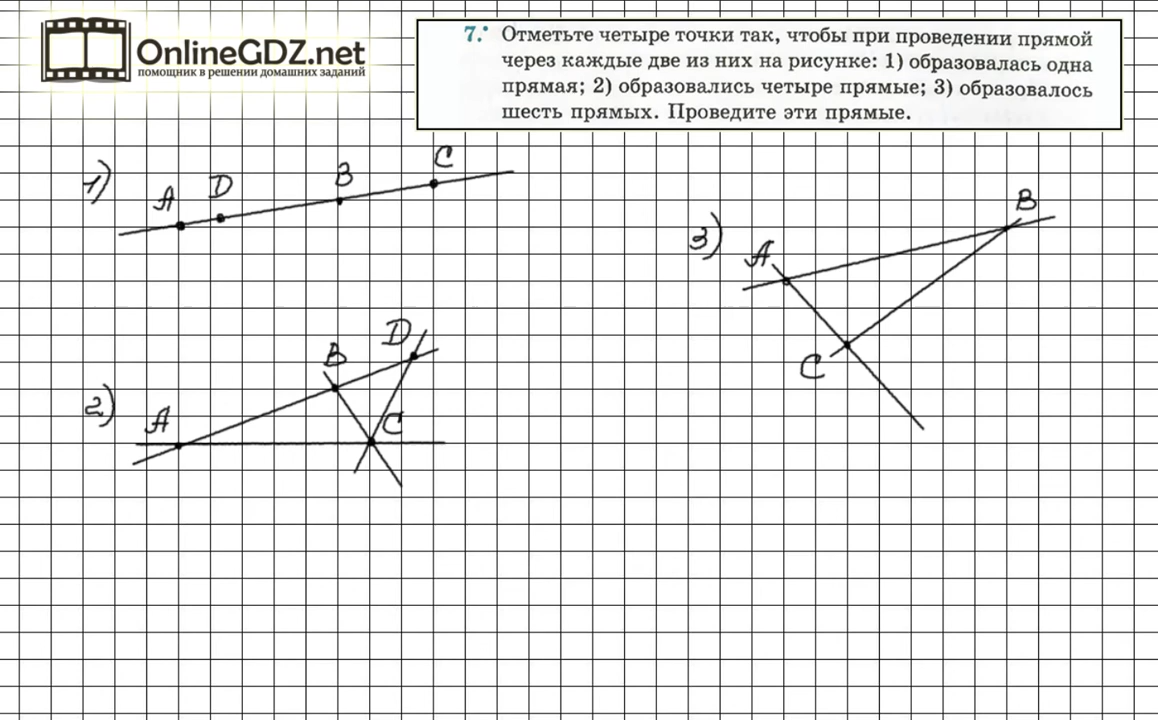 OnlineGDZ.net
помощник в решении домашних заданий
7.• Отметьте четыре точки так, чтобы при проведении прямой
через каждые две из них на рисунке: 1) образовалась одна
прямая; 2) образовались четыре прямые; 3) образовалось
шесть прямых. Проведите эти прямые.
1) A D B C
2) A B D C
3) A B C